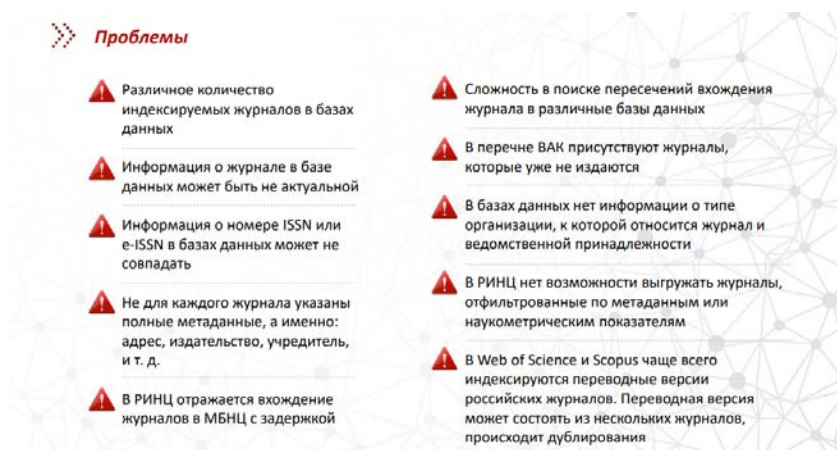 Проблемы
Различное количество
индексируемых журналов в базах
данных
Информация о журнале в базе
данных может быть не актуальной
Информация о номере ISSN или
e-ISSN в базах данных может не
совпадать
Не для каждого журнала указаны
полные метаданные, а именно:
адрес, издательство, учредитель,
и т. д.
В РИНЦ отражается вхождение
журналов в МБНЦ с задержкой
Сложность в поиске пересечений вхождения
журнала в различные базы данных
В перечне ВАК присутствуют журналы,
которые уже не издаются
В базах данных нет информации о типе
организации, к которой относится журнал и
ведомственной принадлежности
В РИНЦ нет возможности выгружать журналы,
отфильтрованные по метаданным или
наукометрическим показателям
В Web of Science и Scopus чаще всего
индексируются переводные версии
российских журналов. Переводная версия
может состоять из нескольких журналов,
происходит дублирования